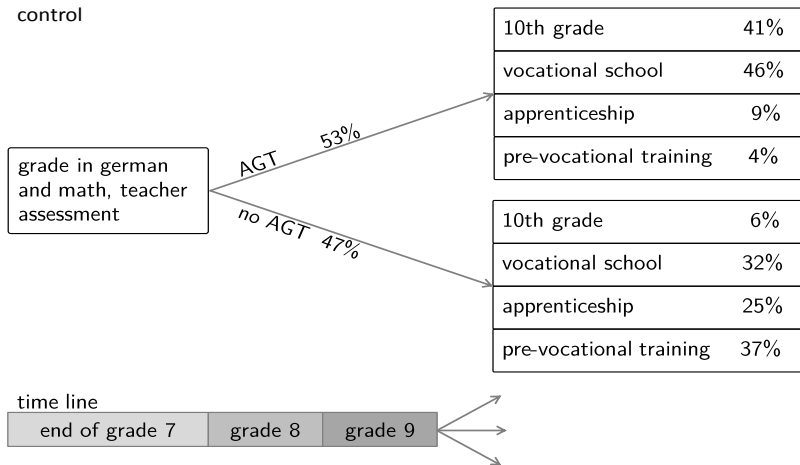 control
10th grade 41%
vocational school 46%
apprenticeship 9%
pre-vocational training 4%
AGT 53%
grade in german
and math, teacher
assessment
no AGT 47%
10th grade 6%
vocational school 32%
apprenticeship 25%
pre-vocational training 37%
time line
end of grade 7 grade 8 grade 9